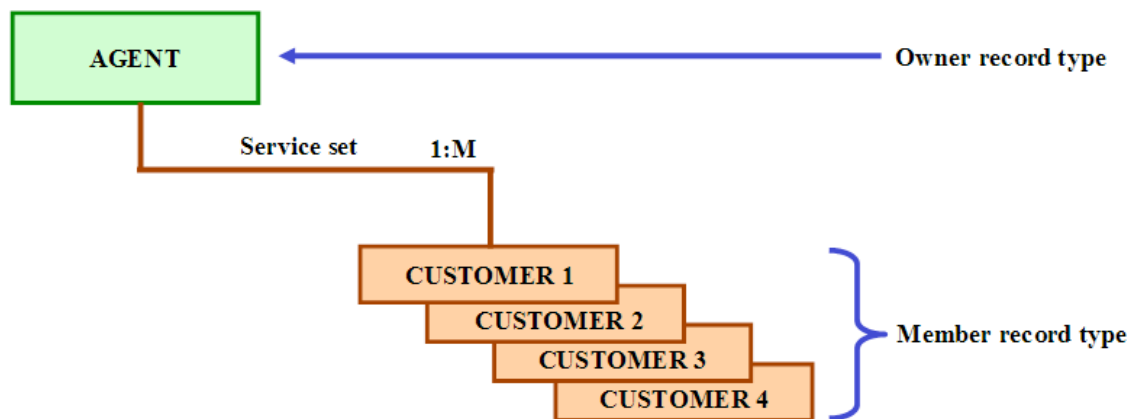 AGENT
Owner record type
Service set 1:M
CUSTOMER 1
CUSTOMER 2
Member record type
CUSTOMER 3
CUSTOMER 4